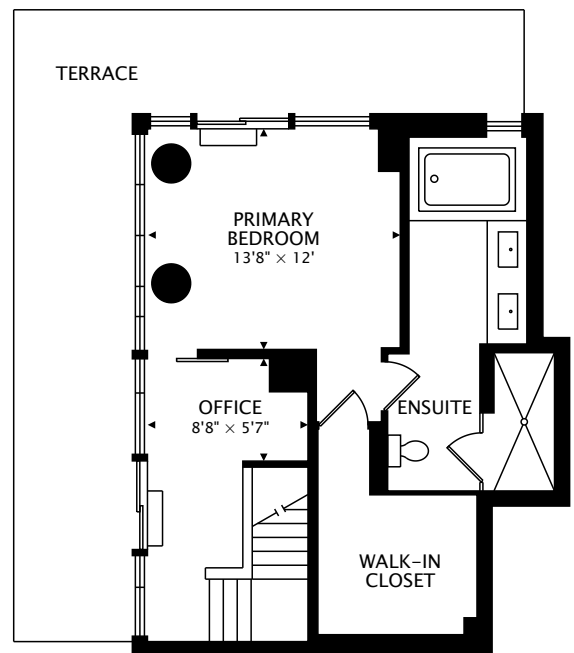 TERRACE
PRIMARY
BEDROOM
13'8" × 12'
OFFICE
8'8" × 5'7"
ENSUITE
WALK-IN
CLOSET